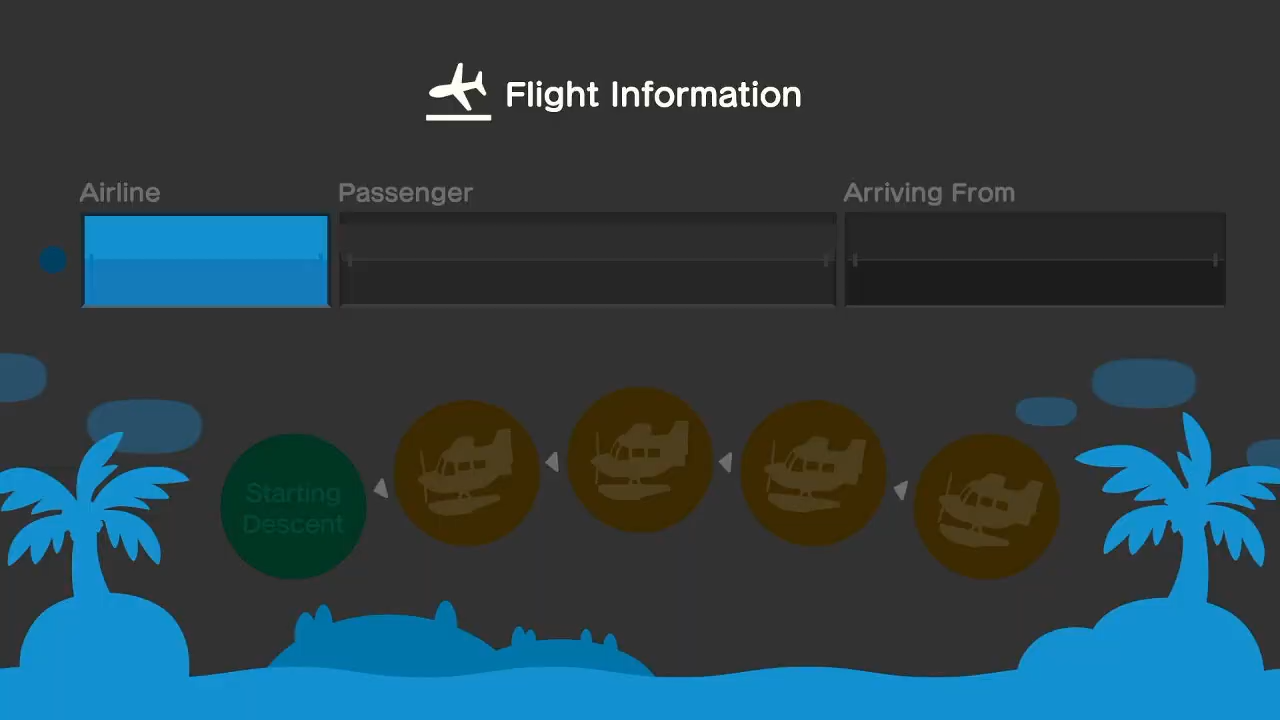 Flight Information
Airline
Passenger
Arriving From
Starting
Descent